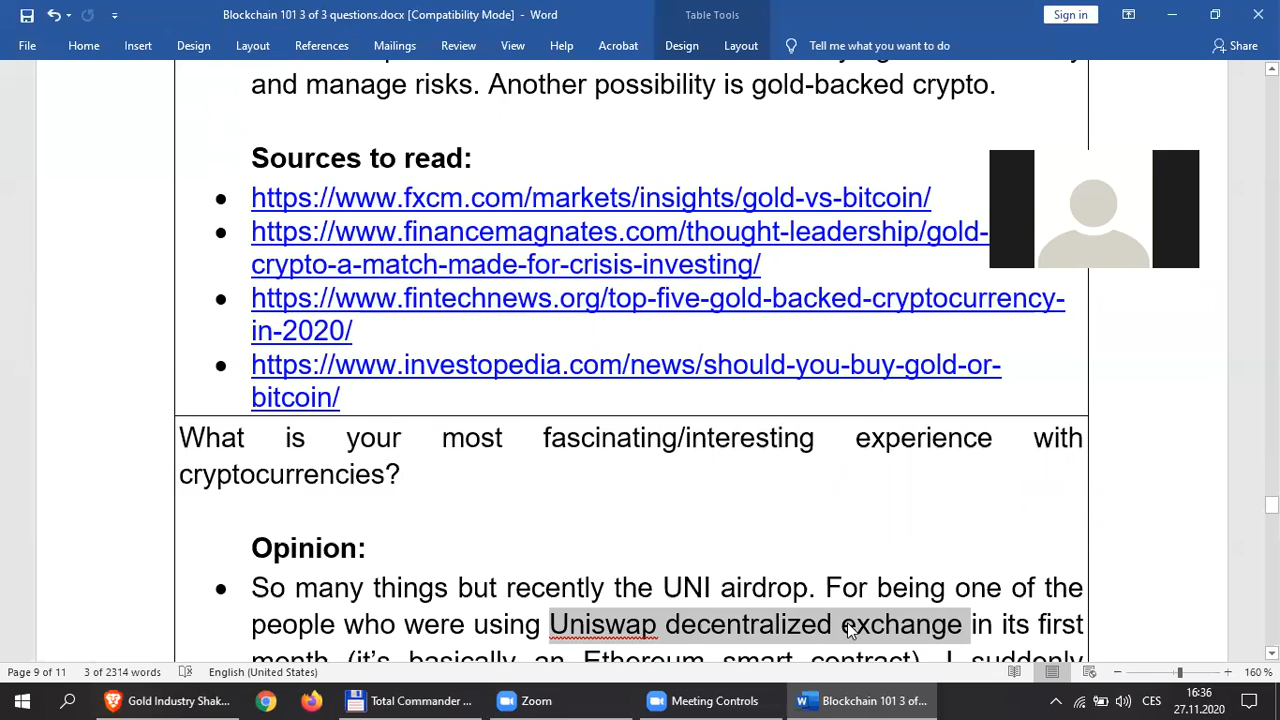 Blockchain 101 3 of 3 questions.docx [Compatibility Mode] - Word
Table Tools
Sign in
File Home Insert Design Layout References Mailings Review View Help Acrobat Design Layout Tell me what you want to do Share
and manage risks. Another possibility is gold-backed crypto.
Sources to read:
https://www.fxcm.com/markets/insights/gold-vs-bitcoin/
https://www.financemagnates.com/thought-leadership/gold-
crypto-a-match-made-for-crisis-investing/
https://www.fintechnews.org/top-five-gold-backed-cryptocurrency-
in-2020/
https://www.investopedia.com/news/should-you-buy-gold-or-
bitcoin/
What is your most fascinating/interesting experience with
cryptocurrencies?
Opinion:
So many things but recently the UNI airdrop. For being one of the
people who were using Uniswap decentralized exchange in its first
month (it's basically an Ethereum smart contract), I suddenly
Page 9 of 11 3 of 2314 words English (United States) 160 %
Gold Industry Shak... Total Commander ... Zoom Meeting Controls Blockchain 101 3 of... CES 16:36
27.11.2020